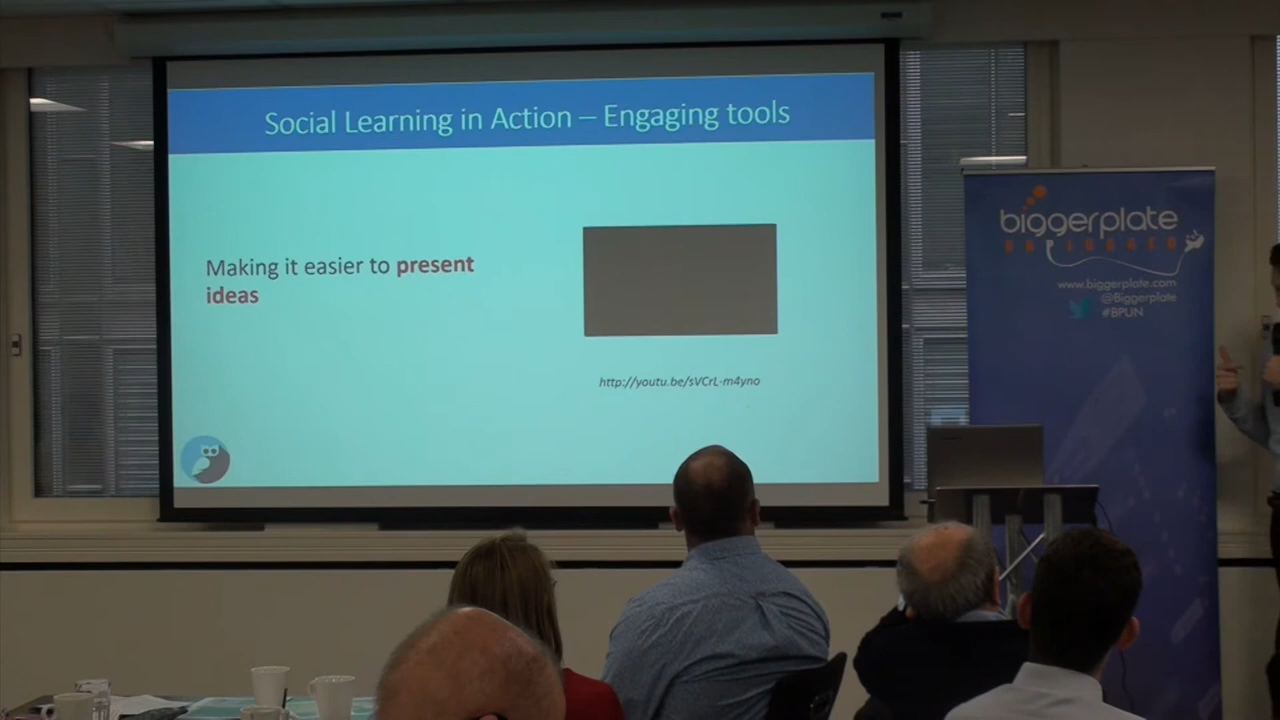 Social Learning in Action – Engaging tools
Making it easier to present
ideas
http://youtu.be/sVCrL-m4yno
biggerplate
UNPLUGGED
www.biggerplate.com
@Biggerplate
#BPUN